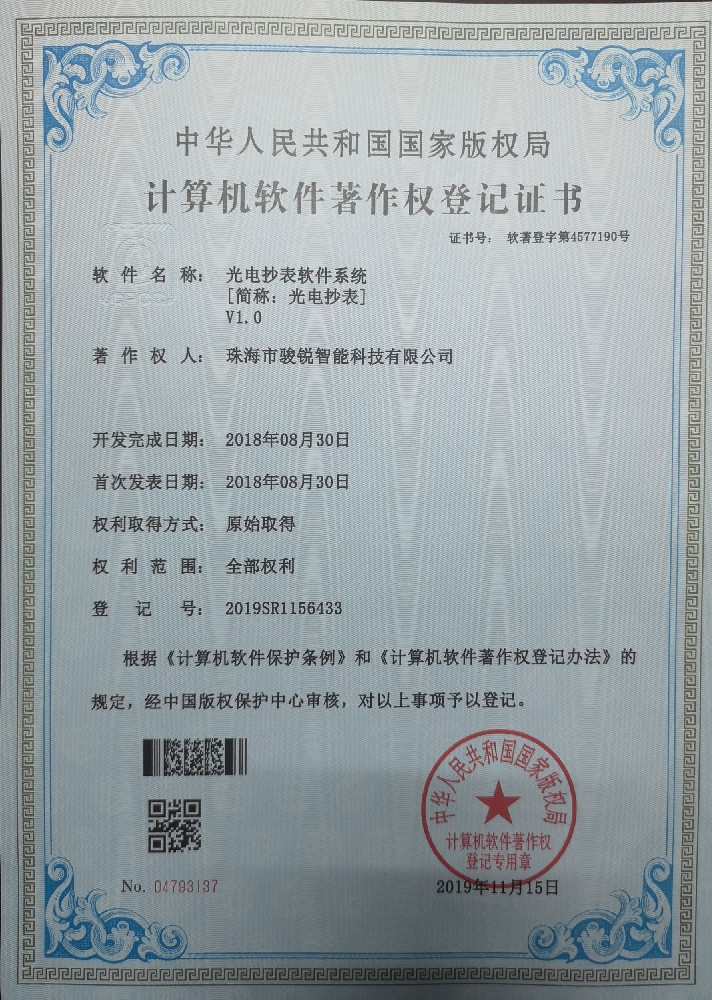 中华人民共和国国家版权局
计算机软件著作权登记证书
证书号： 软著登字第4577190号
软件名称： 光电抄表软件系统
[简称：光电抄表]
V1.0
著作权人： 珠海市骏锐智能科技有限公司
开发完成日期： 2018年08月30日
首次发表日期： 2018年08月30日
权利取得方式： 原始取得
权利范围： 全部权利
登记号： 2019SR1156433
根据《计算机软件保护条例》和《计算机软件著作权登记办法》的
规定，经中国版权保护中心审核，对以上事项予以登记。
中华人民共和国国家版权局
计算机软件著作权
登记专用章
No. 04793137
2019年11月15日